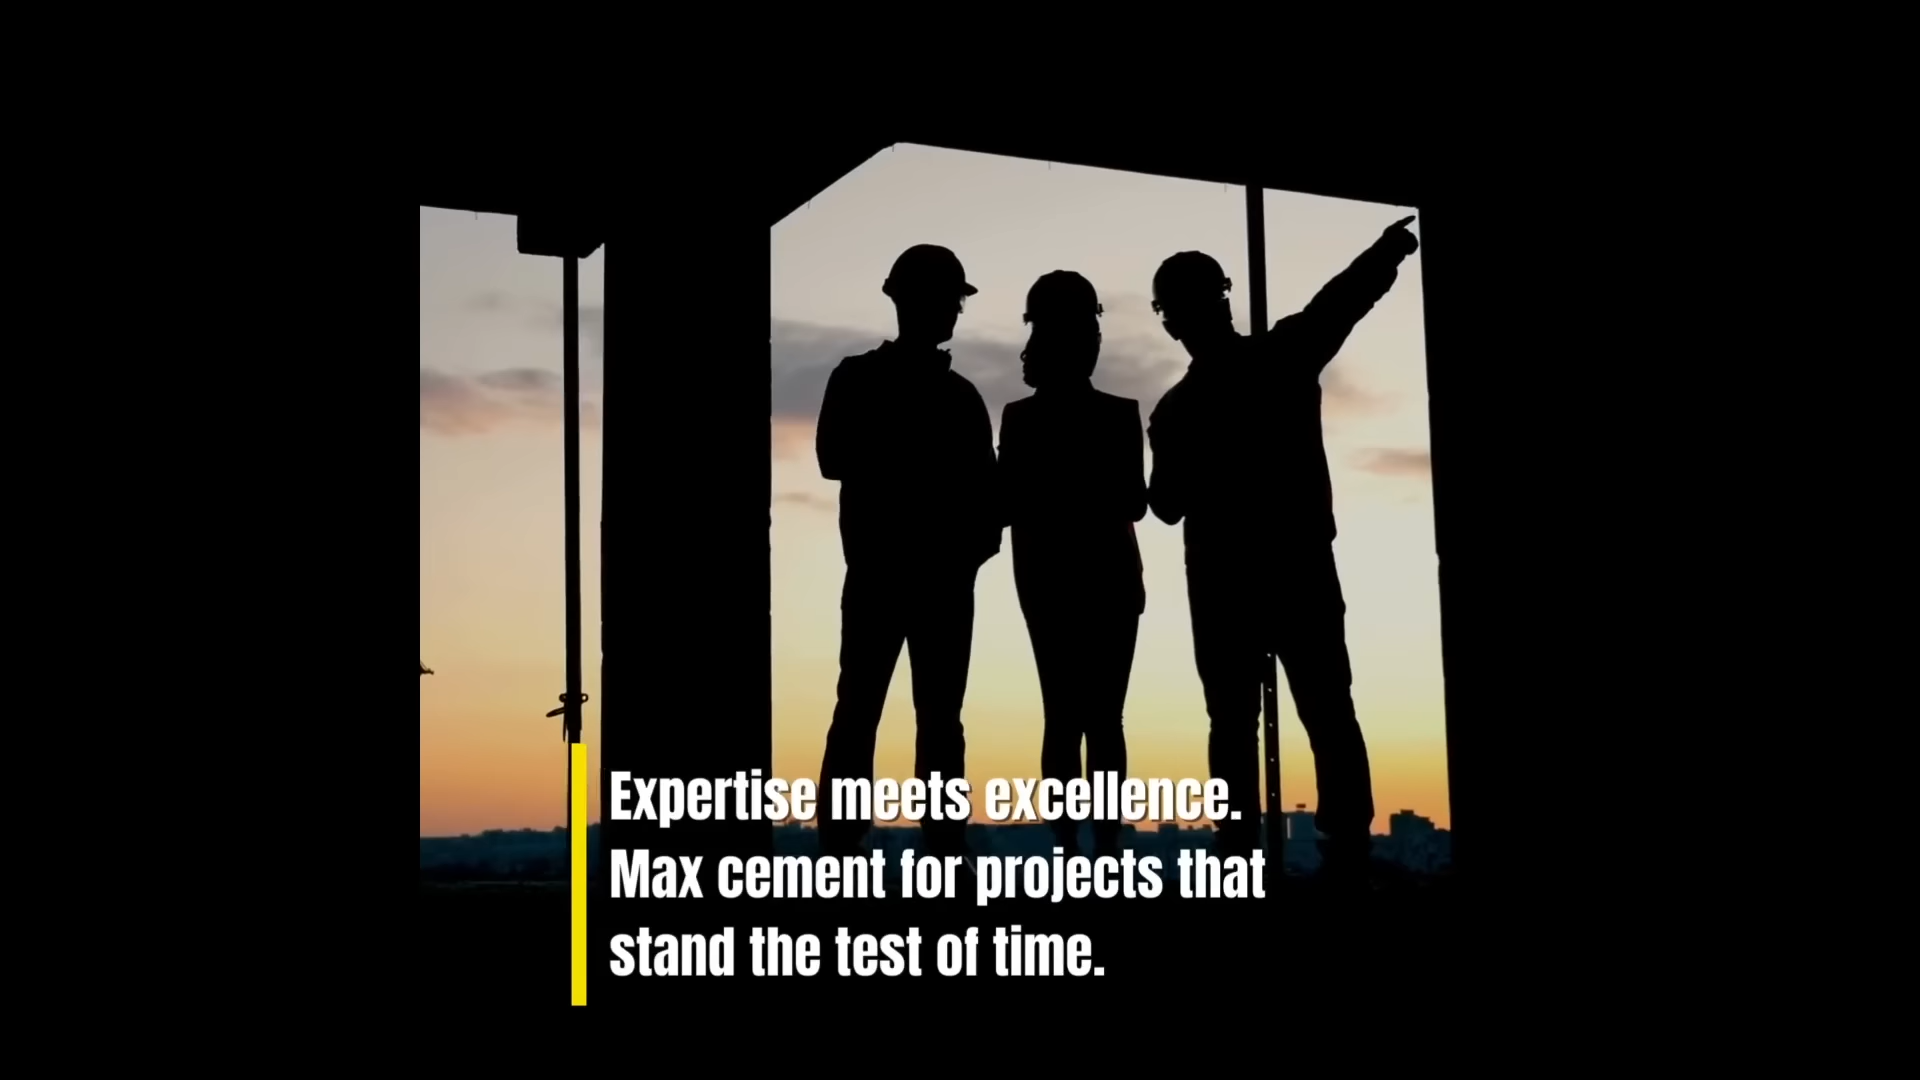 Expertise meets excellence.
Max cement for projects that
stand the test of time.